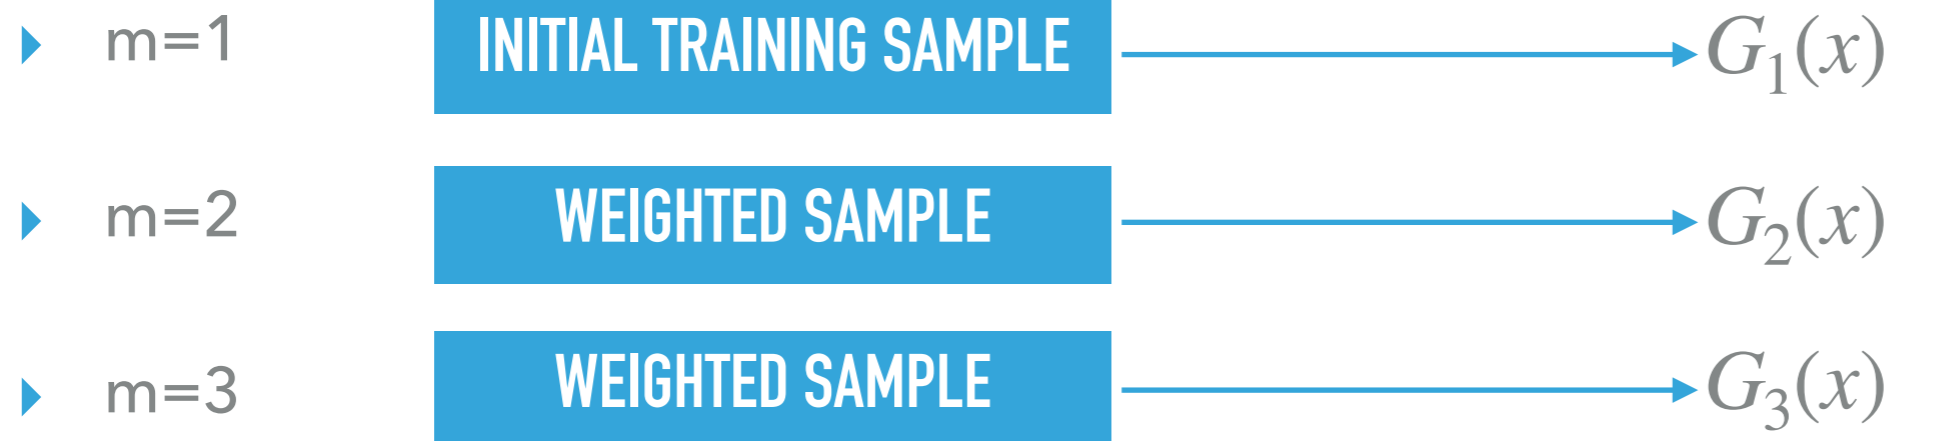 m=1 INITIAL TRAINING SAMPLE G₁(x)
m=2 WEIGHTED SAMPLE G₂(x)
m=3 WEIGHTED SAMPLE G₃(x)